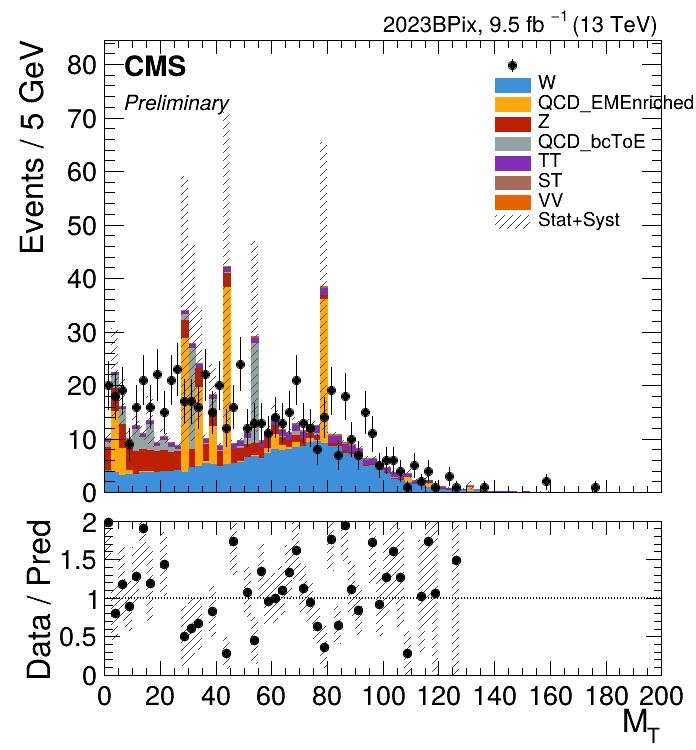 2023BPix, 9.5 fb −1 (13 TeV)
Events / 5 GeV
80
70
60
50
40
30
20
10
0
CMS
Preliminary
W
QCD_EMEnriched
Z
QCD_bcToE
TT
ST
VV
Stat+Syst
Data / Pred
2
1.5
1
0.5
0
0 20 40 60 80 100 120 140 160 180 200
M_T